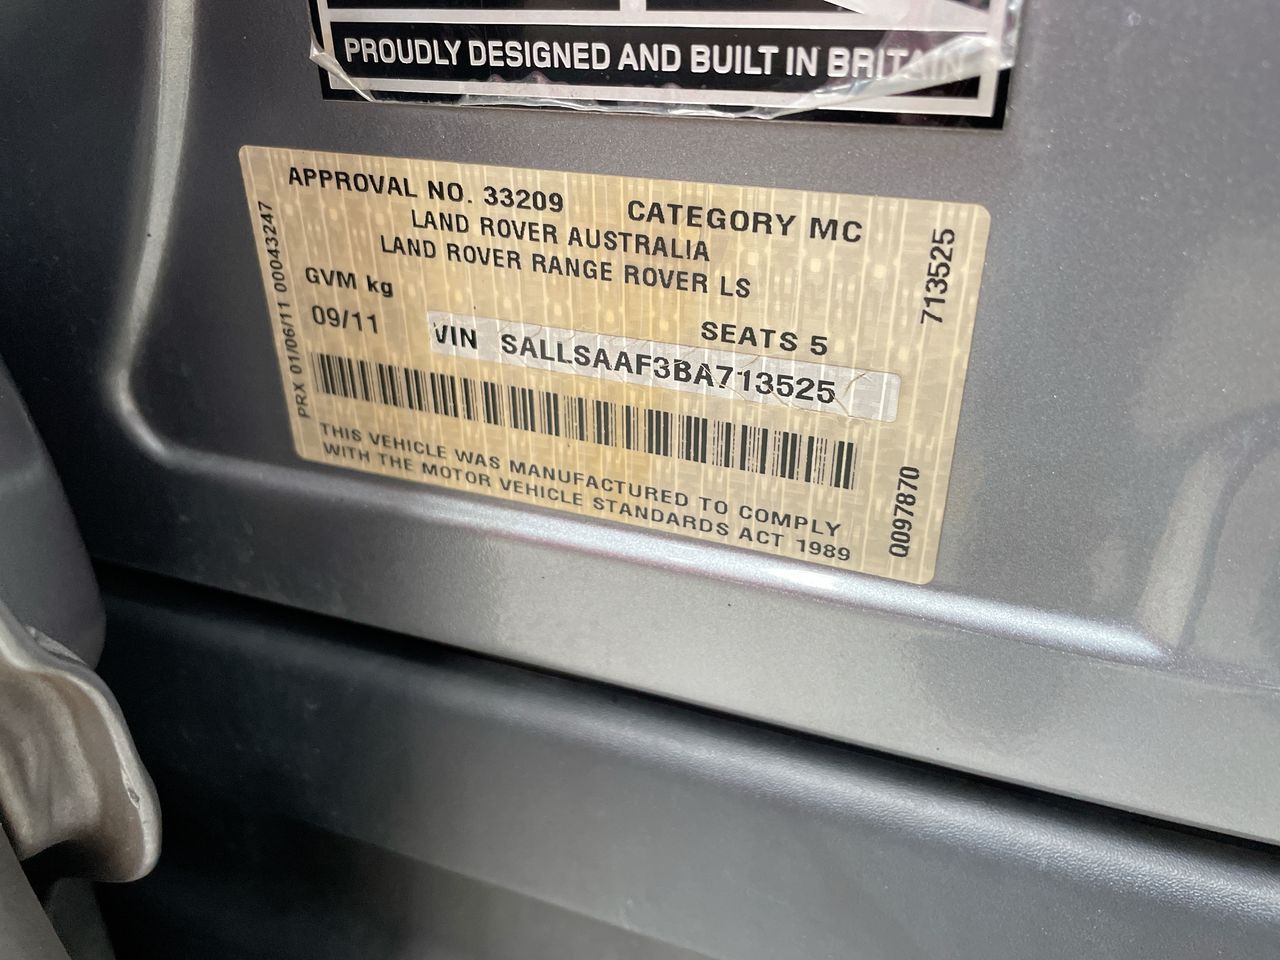 PROUDLY DESIGNED AND BUILT IN BRITAIN
APPROVAL NO. 33209
CATEGORY MC
LAND ROVER AUSTRALIA
LAND ROVER RANGE ROVER LS
GVM kg
SEATS 5
09/11
VIN SALLSAAF3BA713525
THIS VEHICLE WAS MANUFACTURED TO COMPLY
WITH THE MOTOR VEHICLE STANDARDS ACT 1989
PRX 01/06/11 00043247
713525
Q097870